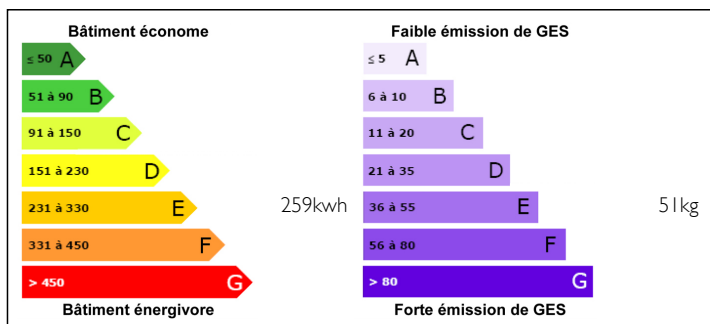 Bâtiment économe
≤ 50 A
51 à 90 B
91 à 150 C
151 à 230 D
231 à 330 E
259kwh
331 à 450 F
> 450 G
Bâtiment énergivore
Faible émission de GES
≤ 5 A
6 à 10 B
11 à 20 C
21 à 35 D
36 à 55 E
51kg
56 à 80 F
> 80 G
Forte émission de GES